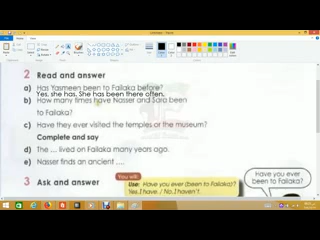 2 Read and answer
a) Has Yasmeen been to Failaka before?
Yes, she has. She has been there often.
b) How many times have Nasser and Sara been
to Failaka?
c) Have they ever visited the temples or the museum?
Complete and say
d) The ... lived on Failaka many years ago.
e) Nasser finds an ancient ....
3 Ask and answer
You will:
Use: Have you ever (been to Failaka)?
Yes, I have. / No, I haven't.
Have you ever
been to Failaka?